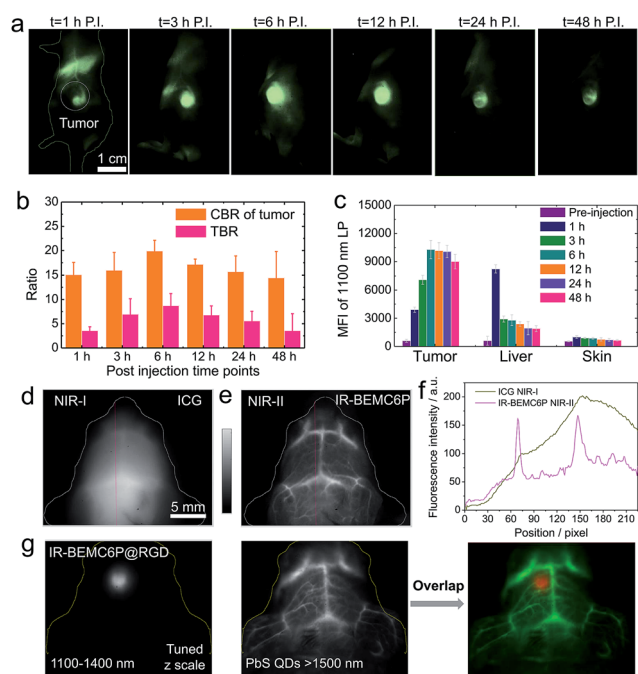 a
t=1 h P.I.
t=3 h P.I.
t=6 h P.I.
t=12 h P.I.
t=24 h P.I.
t=48 h P.I.
Tumor
1 cm
b
30
25
20
15
10
5
0
Ratio
CBR of tumor
TBR
1 h
3 h
6 h
12 h
24 h
48 h
Post injection time points
c
15000
12000
9000
6000
3000
0
MFI of 1100 nm LP
Pre-injection
1 h
3 h
6 h
12 h
24 h
48 h
Tumor
Liver
Skin
d
NIR-I
ICG
5 mm
e
NIR-II
IR-BEMC6P
f
200
150
100
50
0
Fluorescence intensity / a.u.
ICG NIR-I
IR-BEMC6P NIR-II
0
30
60
90
120
150
180
210
Position / pixel
g
IR-BEMC6P@RGD
1100-1400 nm
Tuned
z scale
PbS QDs >1500 nm
Overlap